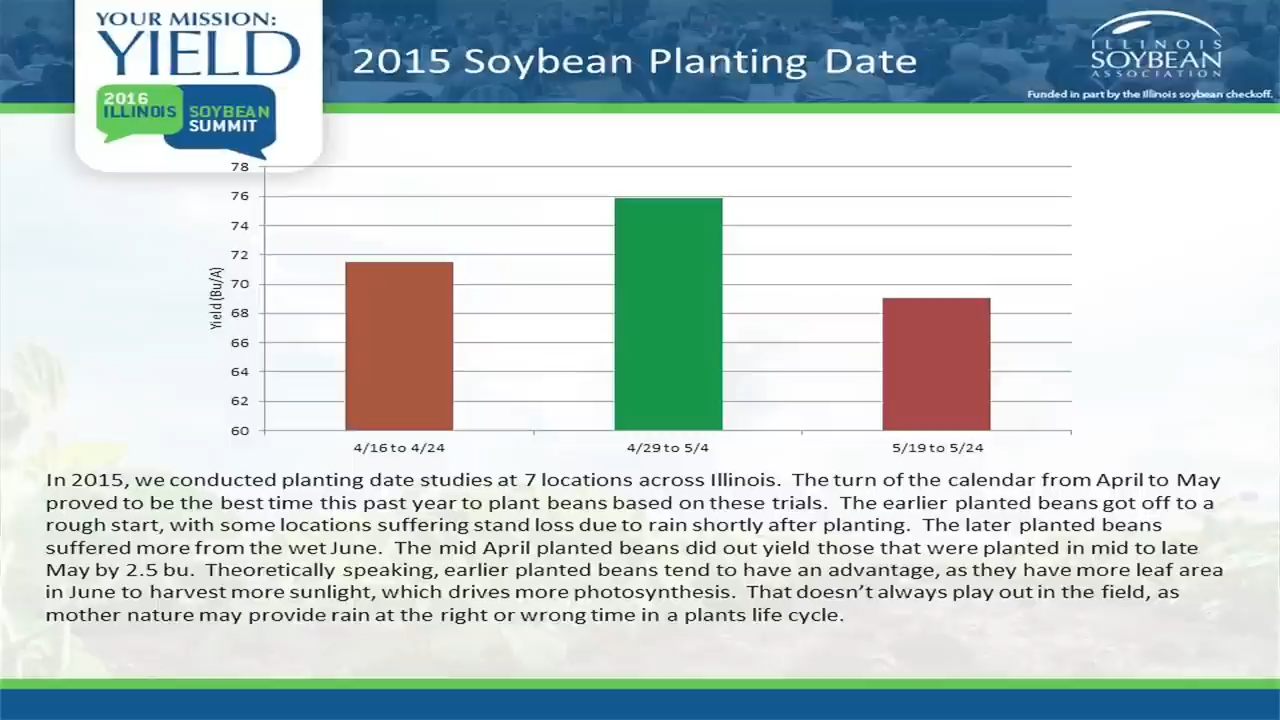 YOUR MISSION:
YIELD
2016
ILLINOIS SOYBEAN
SUMMIT
2015 Soybean Planting Date
ILLINOIS
SOYBEAN
ASSOCIATION
Funded in part by the Illinois soybean checkoff.
78
76
74
72
70
68
66
64
62
60
Yield (Bu/A)
4/16 to 4/24
4/29 to 5/4
5/19 to 5/24
In 2015, we conducted planting date studies at 7 locations across Illinois. The turn of the calendar from April to May
proved to be the best time this past year to plant beans based on these trials. The earlier planted beans got off to a
rough start, with some locations suffering stand loss due to rain shortly after planting. The later planted beans
suffered more from the wet June. The mid April planted beans did out yield those that were planted in mid to late
May by 2.5 bu. Theoretically speaking, earlier planted beans tend to have an advantage, as they have more leaf area
in June to harvest more sunlight, which drives more photosynthesis. That doesn't always play out in the field, as
mother nature may provide rain at the right or wrong time in a plants life cycle.